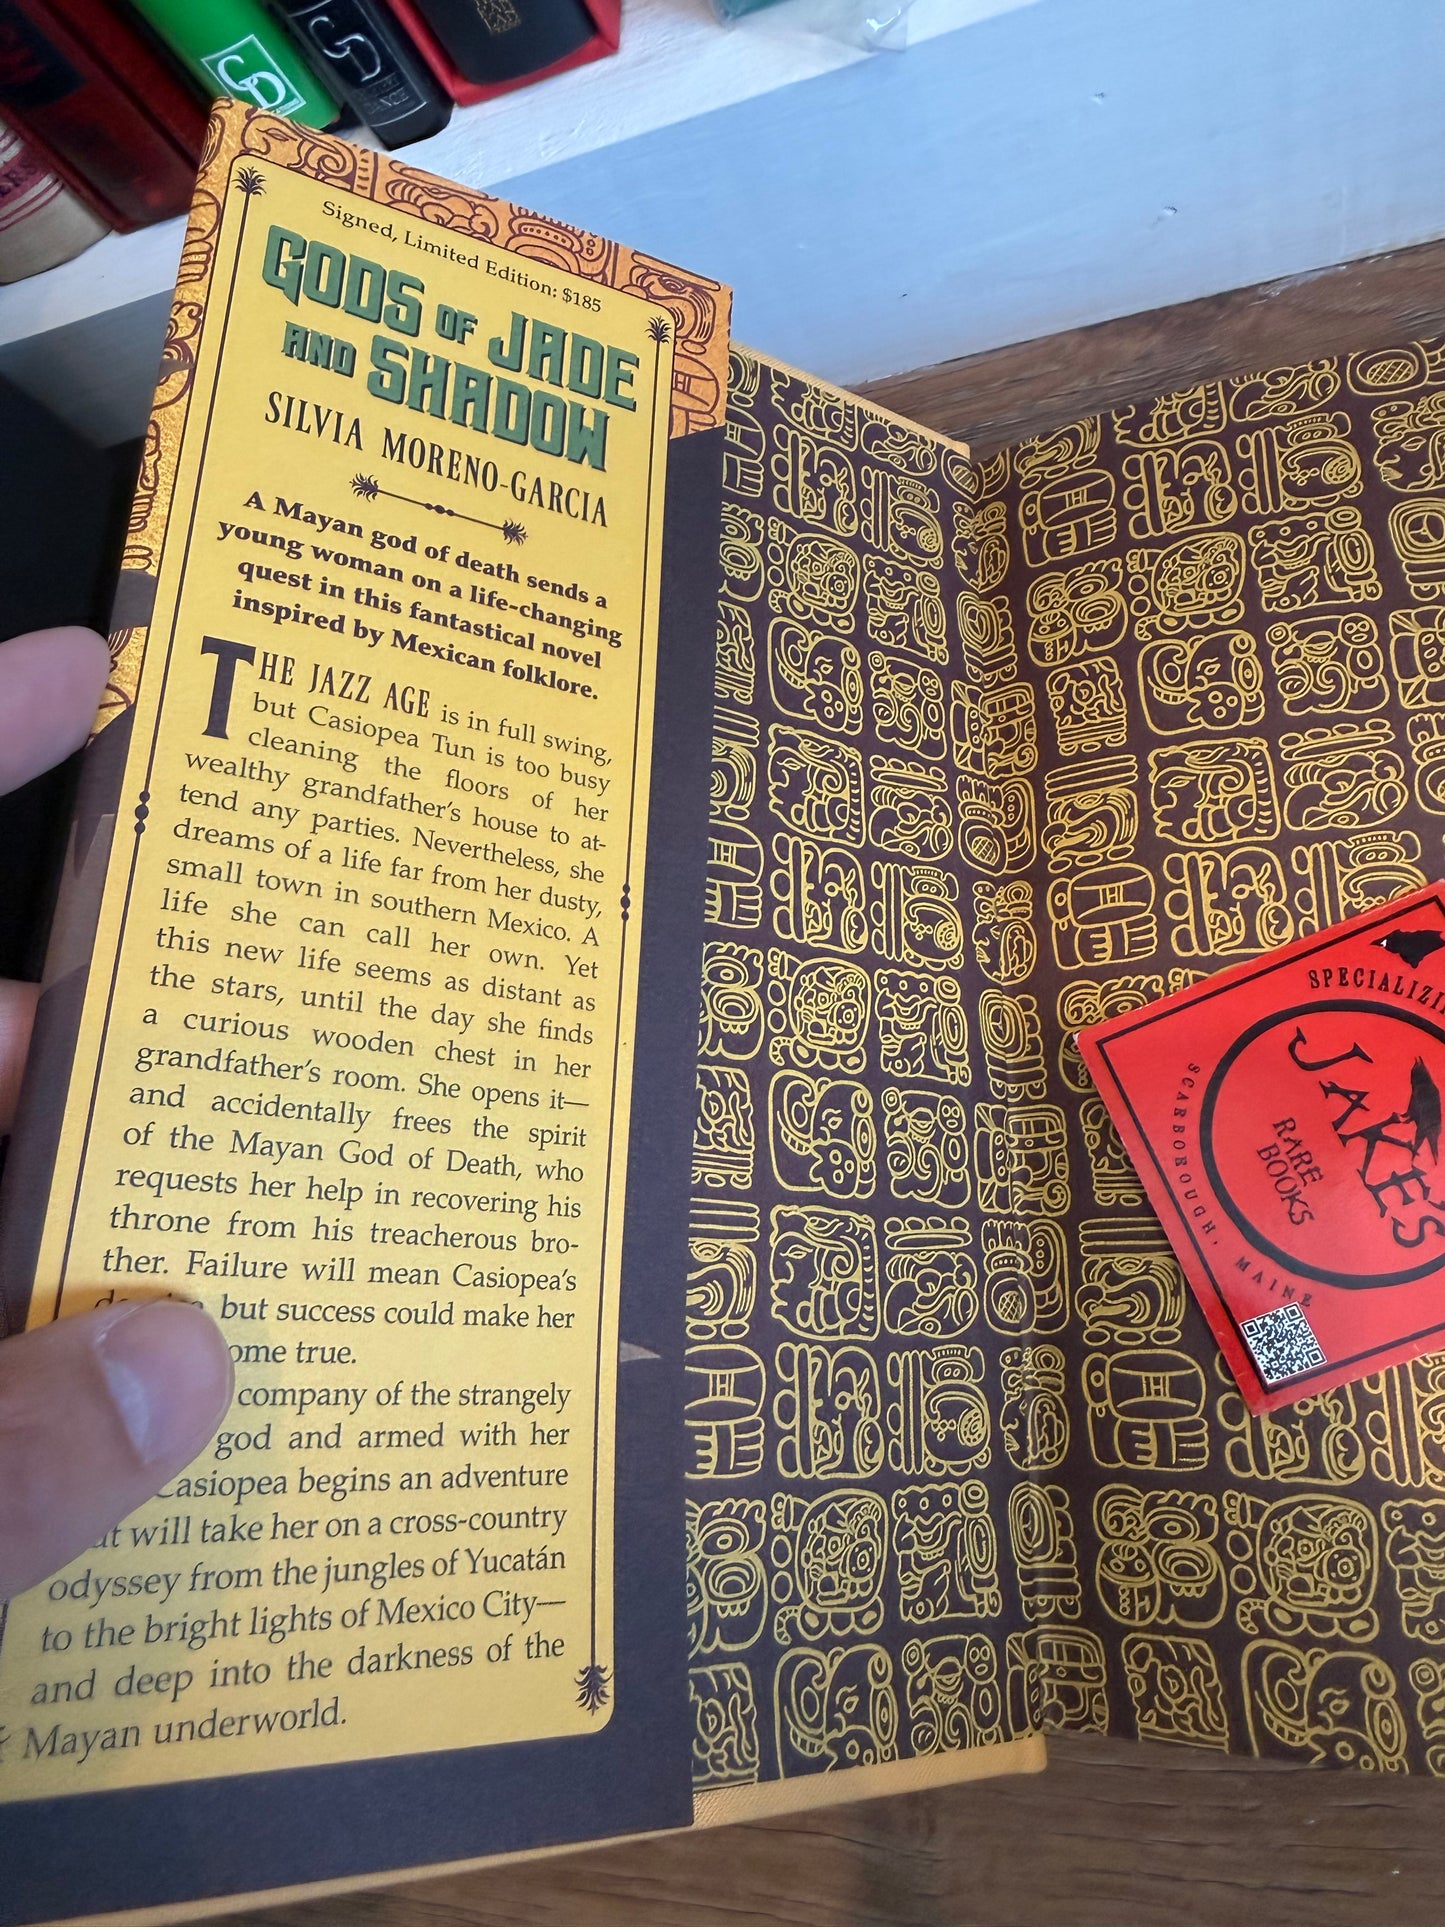 CD
CD
Signed, Limited Edition: $185
GODS OF JADE
AND SHADOW
SILVIA MORENO-GARCIA
A Mayan god of death sends a
young woman on a life-changing
quest in this fantastical novel
inspired by Mexican folklore.
THE JAZZ AGE is in full swing,
but Casiopea Tun is too busy
cleaning the floors of her
wealthy grandfather's house to at-
tend any parties. Nevertheless, she
dreams of a life far from her dusty,
small town in southern Mexico. A
life she can call her own. Yet
this new life seems as distant as
the stars, until the day she finds
a curious wooden chest in her
grandfather's room. She opens it—
and accidentally frees the spirit
of the Mayan God of Death, who
requests her help in recovering his
throne from his treacherous bro-
ther. Failure will mean Casiopea's
but success could make her
true.
company of the strangely
god and armed with her
Casiopea begins an adventure
will take her on a cross-country
odyssey from the jungles of Yucatán
to the bright lights of Mexico City—
and deep into the darkness of the
Mayan underworld.
JAKES
RARE
BOOKS
SCARBOROUGH, MAINE